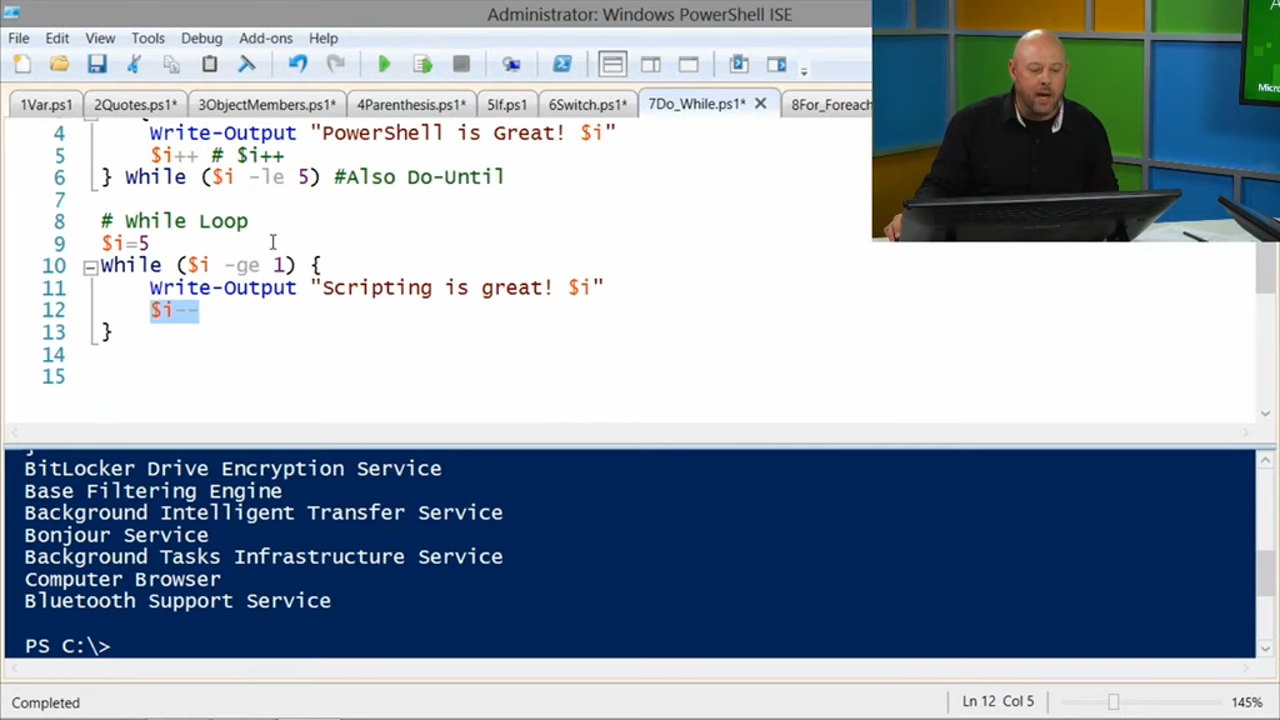 Administrator: Windows PowerShell ISE
File Edit View Tools Debug Add-ons Help
1Var.ps1 2Quotes.ps1* 3ObjectMembers.ps1* 4Parenthesis.ps1* 5If.ps1 6Switch.ps1* 7Do_While.ps1* 8For_Foreach
4 Write-Output "PowerShell is Great! $i"
5 $i++ # $i++
6 } while ($i -le 5) #Also Do-Until
7
8 # While Loop
9 $i=5
10 while ($i -ge 1) {
11 Write-Output "Scripting is great! $i"
12 $i--
13 }
14
15
BitLocker Drive Encryption Service
Base Filtering Engine
Background Intelligent Transfer Service
Bonjour Service
Background Tasks Infrastructure Service
Computer Browser
Bluetooth Support Service
PS C:\>
Completed Ln 12 Col 5 145%